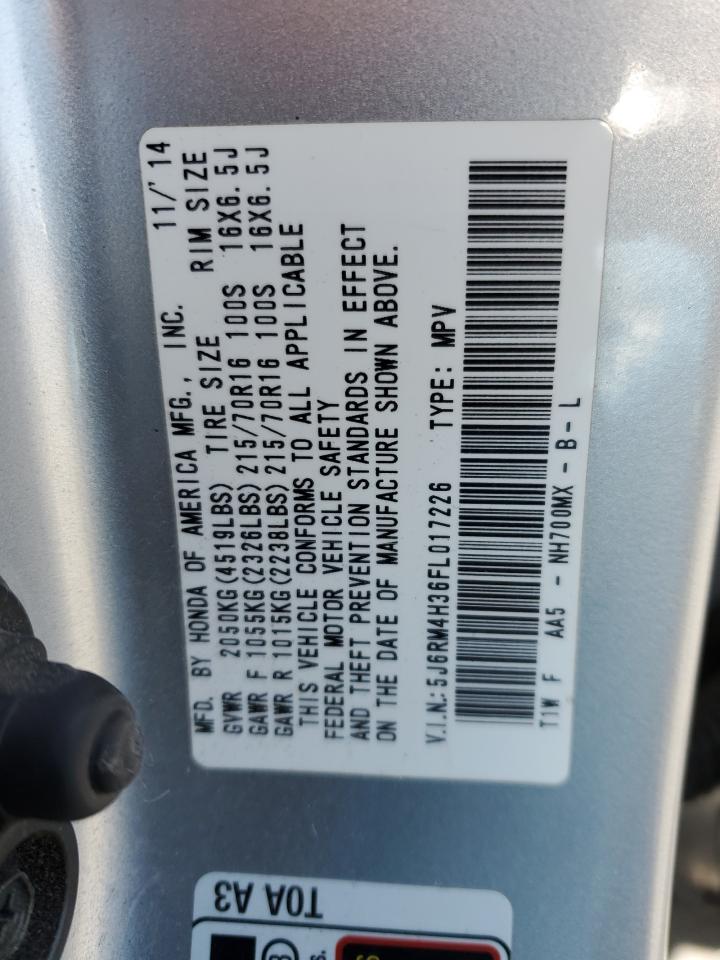 MFD. BY HONDA OF AMERICA MFG., INC. 11/'14
GVWR 2050KG(4519LBS) TIRE SIZE RIM SIZE
GAWR F 1055KG(2326LBS) 215/70R16 100S 16X6.5J
GAWR R 1015KG(2238LBS) 215/70R16 100S 16X6.5J
THIS VEHICLE CONFORMS TO ALL APPLICABLE
FEDERAL MOTOR VEHICLE SAFETY
AND THEFT PREVENTION STANDARDS IN EFFECT
ON THE DATE OF MANUFACTURE SHOWN ABOVE.
V.I.N.: 5J6RM4H36FL017226 TYPE: MPV
T1W F AA5 - NH700MX - B - L
T0A A3